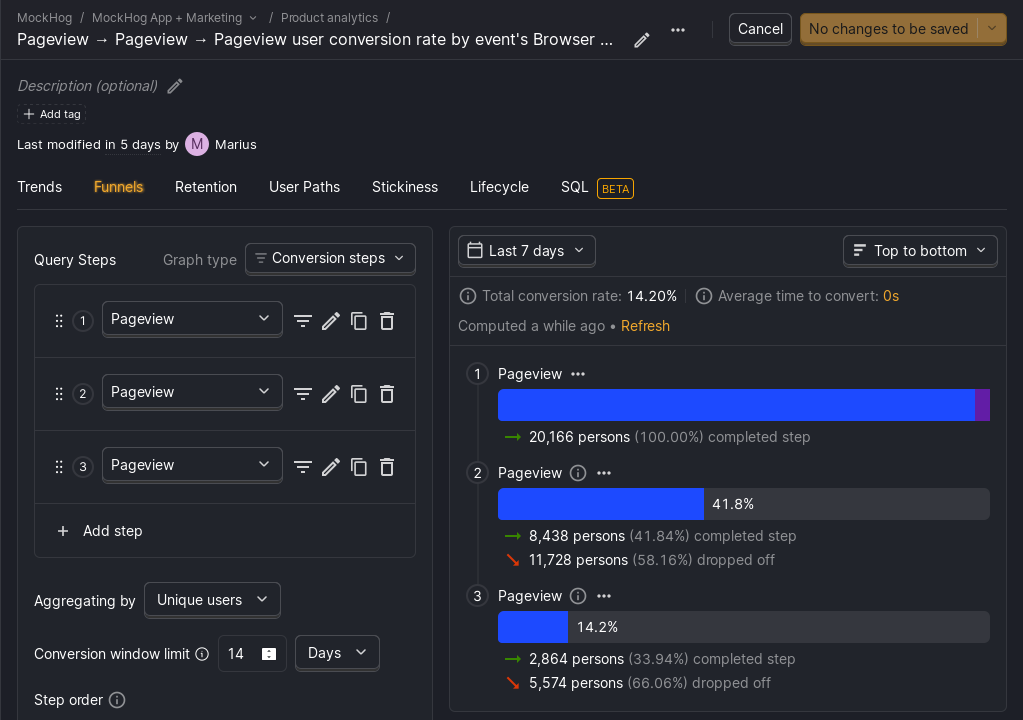 MockHog / MockHog App + Marketing / Product analytics /
Pageview → Pageview → Pageview user conversion rate by event's Browser ...
Cancel
No changes to be saved
Description (optional)
+ Add tag
Last modified in 5 days by M Marius
Trends Funnels Retention User Paths Stickiness Lifecycle SQL BETA
Query Steps Graph type Conversion steps
1 Pageview
2 Pageview
3 Pageview
+ Add step
Aggregating by Unique users
Conversion window limit 14 Days
Step order
Last 7 days Top to bottom
Total conversion rate: 14.20% Average time to convert: 0s
Computed a while ago • Refresh
1 Pageview
→ 20,166 persons (100.00%) completed step
2 Pageview
41.8%
→ 8,438 persons (41.84%) completed step
11,728 persons (58.16%) dropped off
3 Pageview
14.2%
→ 2,864 persons (33.94%) completed step
5,574 persons (66.06%) dropped off